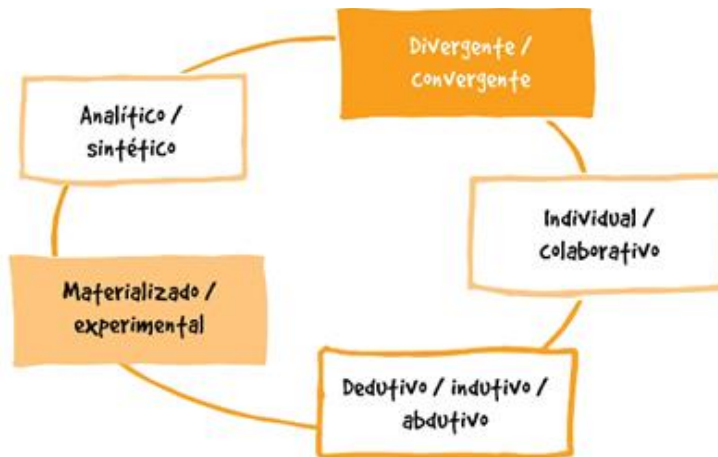 Divergente /
convergente
Analítico /
sintético
Individual /
colaborativo
Materializado /
experimental
Dedutivo / indutivo /
abdutivo